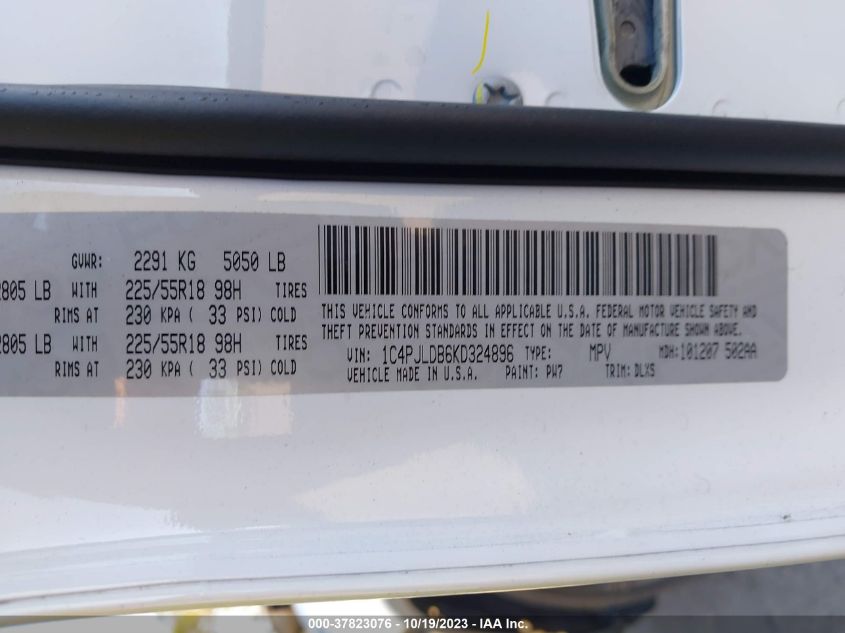 GVWR: 2291 KG 5050 LB
2805 LB WITH 225/55R18 98H TIRES
RIMS AT 230 KPA ( 33 PSI) COLD
2805 LB WITH 225/55R18 98H TIRES
RIMS AT 230 KPA ( 33 PSI) COLD
THIS VEHICLE CONFORMS TO ALL APPLICABLE U.S.A. FEDERAL MOTOR VEHICLE SAFETY AND
THEFT PREVENTION STANDARDS IN EFFECT ON THE DATE OF MANUFACTURE SHOWN ABOVE.
VIN: 1C4PJLDB6KD324896 TYPE: MPV MDH: 101207 502AA
VEHICLE MADE IN U.S.A. PAINT: PW7 TRIM: DLX5
000-37823076 - 10/19/2023 - IAA Inc.